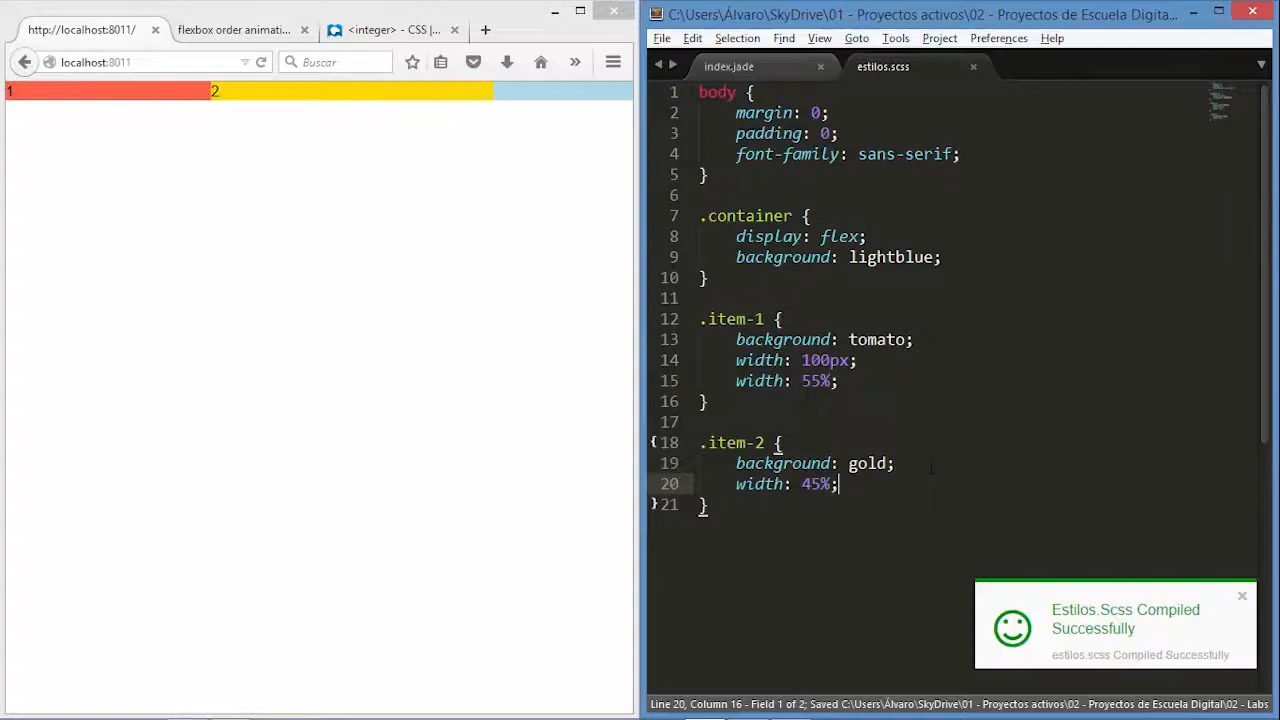 http://localhost:8011/
flexbox order animati...
<integer> - CSS |...
localhost:8011
Buscar
1
2
C:\Users\Álvaro\SkyDrive\01 - Proyectos activos\02 - Proyectos de Escuela Digital...
File Edit Selection Find View Goto Tools Project Preferences Help
index.jade
estilos.scss
1 body {
2 margin: 0;
3 padding: 0;
4 font-family: sans-serif;
5 }
6
7 .container {
8 display: flex;
9 background: lightblue;
10 }
11
12 .item-1 {
13 background: tomato;
14 width: 100px;
15 width: 55%;
16 }
17
18 .item-2 {
19 background: gold;
20 width: 45%;
21 }
Estilos.Scss Compiled
Successfully
estilos.scss Compiled Successfully
Line 20, Column 16 - Field 1 of 2; Saved C:\Users\Álvaro\SkyDrive\01 - Proyectos activos\02 - Proyectos de Escuela Digital\02 - Labs